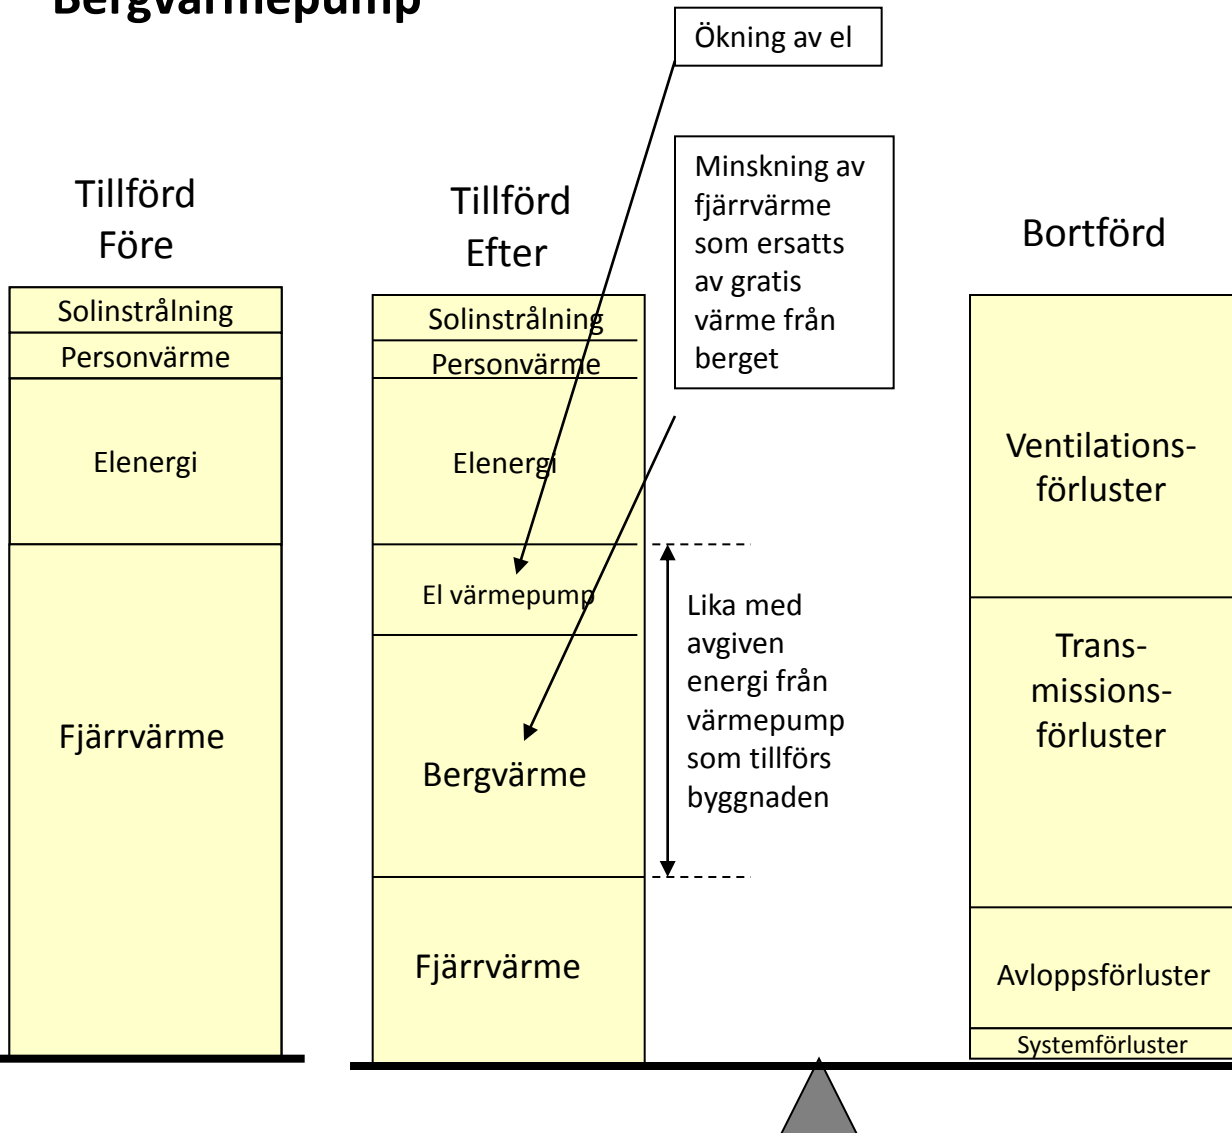 Bergvärmepump
Ökning av el
Minskning av
fjärrvärme
som ersatts
av gratis
värme från
berget
Tillförd
Före
Solinstrålning
Personvärme
Elenergi
Fjärrvärme
Tillförd
Efter
Solinstrålning
Personvärme
Elenergi
El värmepump
Bergvärme
Fjärrvärme
Lika med
avgiven
energi från
värmepump
som tillförs
byggnaden
Bortförd
Ventilations-
förluster
Trans-
missions-
förluster
Avloppsförluster
Systemförluster